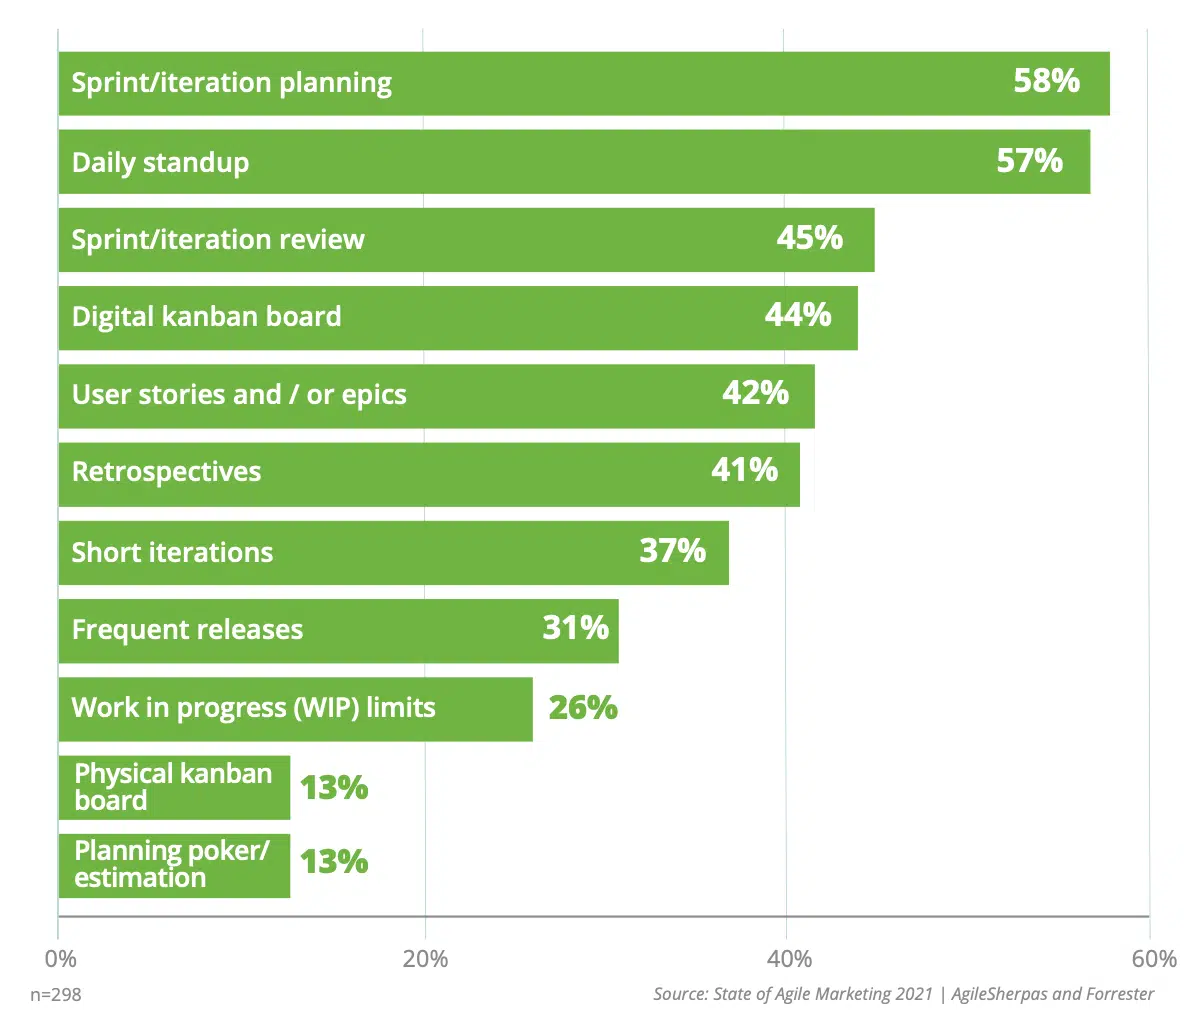 Sprint/iteration planning 58%
Daily standup 57%
Sprint/iteration review 45%
Digital kanban board 44%
User stories and / or epics 42%
Retrospectives 41%
Short iterations 37%
Frequent releases 31%
Work in progress (WIP) limits 26%
Physical kanban
board 13%
Planning poker/
estimation 13%
0% 20% 40% 60%
n=298 Source: State of Agile Marketing 2021 | AgileSherpas and Forrester